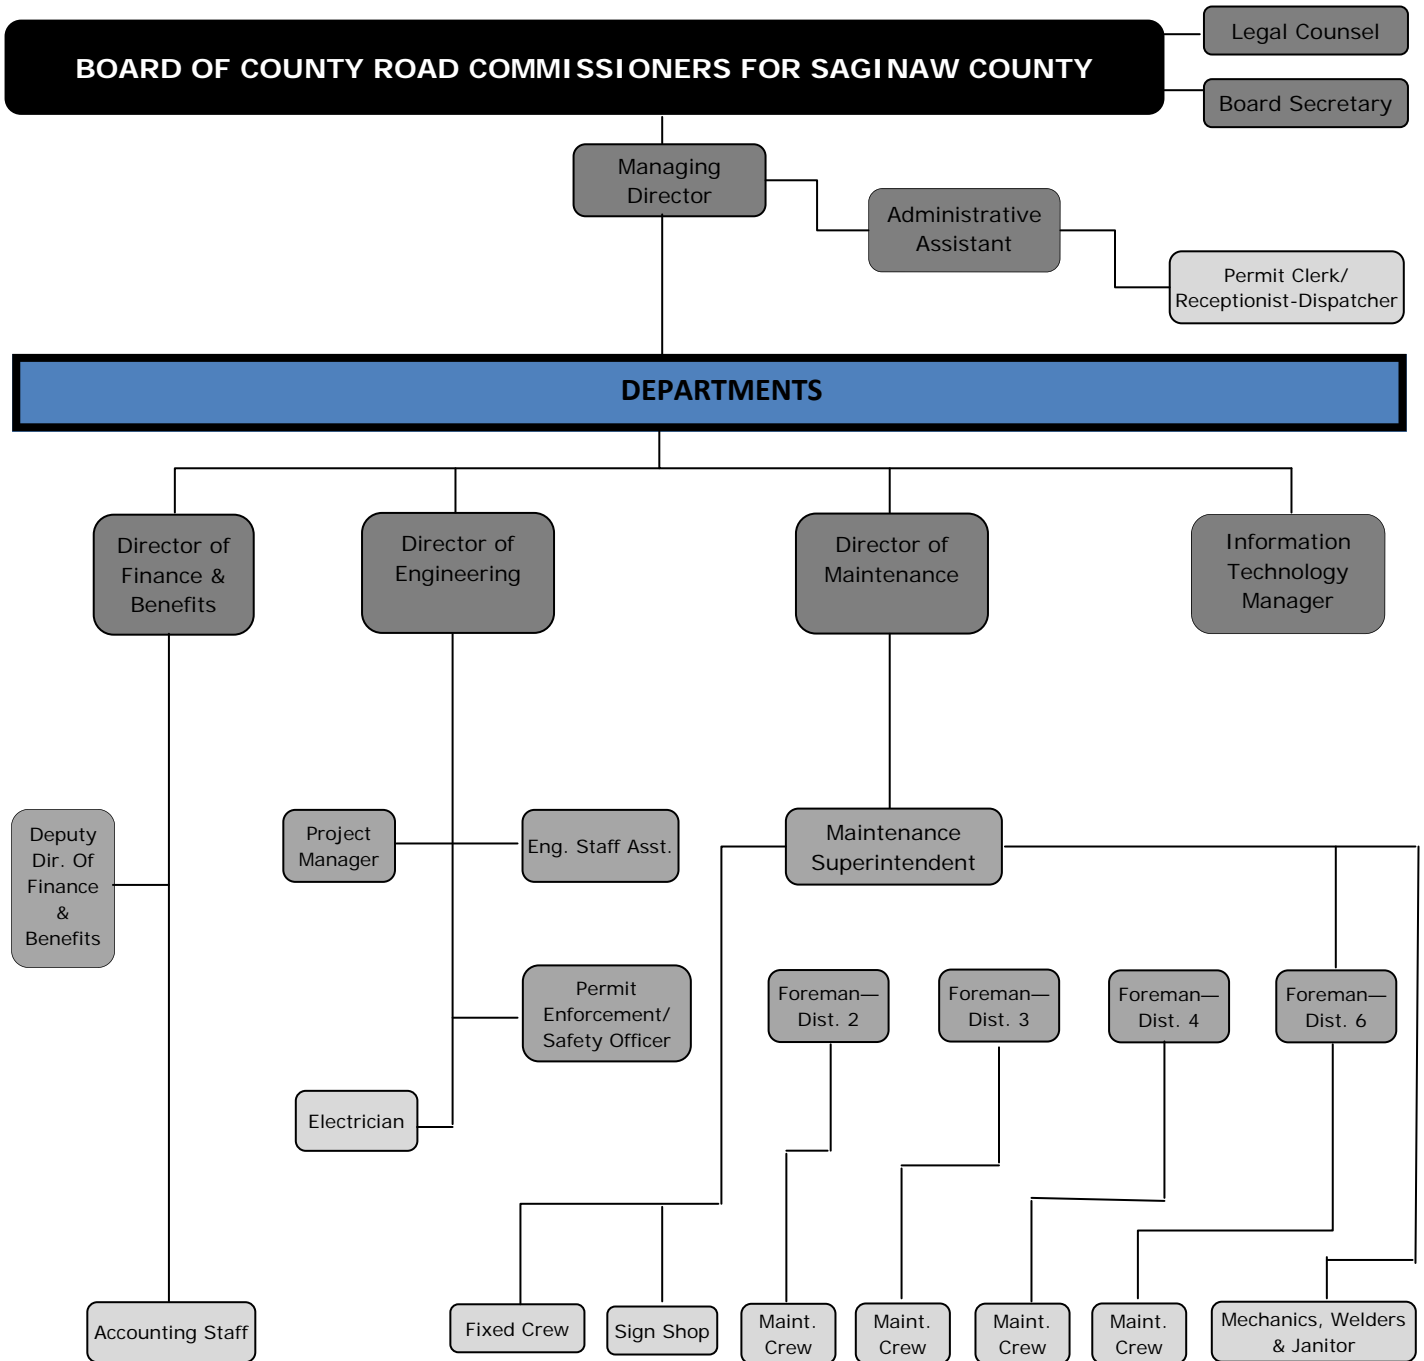 Legal Counsel
BOARD OF COUNTY ROAD COMMISSIONERS FOR SAGINAW COUNTY
Board Secretary
Managing
Director
Administrative
Assistant
Permit Clerk/
Receptionist-Dispatcher
DEPARTMENTS
Director of
Finance &
Benefits
Director of
Engineering
Director of
Maintenance
Information
Technology
Manager
Deputy
Dir. Of
Finance
&
Benefits
Project
Manager
Eng. Staff Asst.
Maintenance
Superintendent
Permit
Enforcement/
Safety Officer
Foreman—
Dist. 2
Foreman—
Dist. 3
Foreman—
Dist. 4
Foreman—
Dist. 6
Electrician
Accounting Staff
Fixed Crew
Sign Shop
Maint.
Crew
Maint.
Crew
Maint.
Crew
Maint.
Crew
Mechanics, Welders
& Janitor